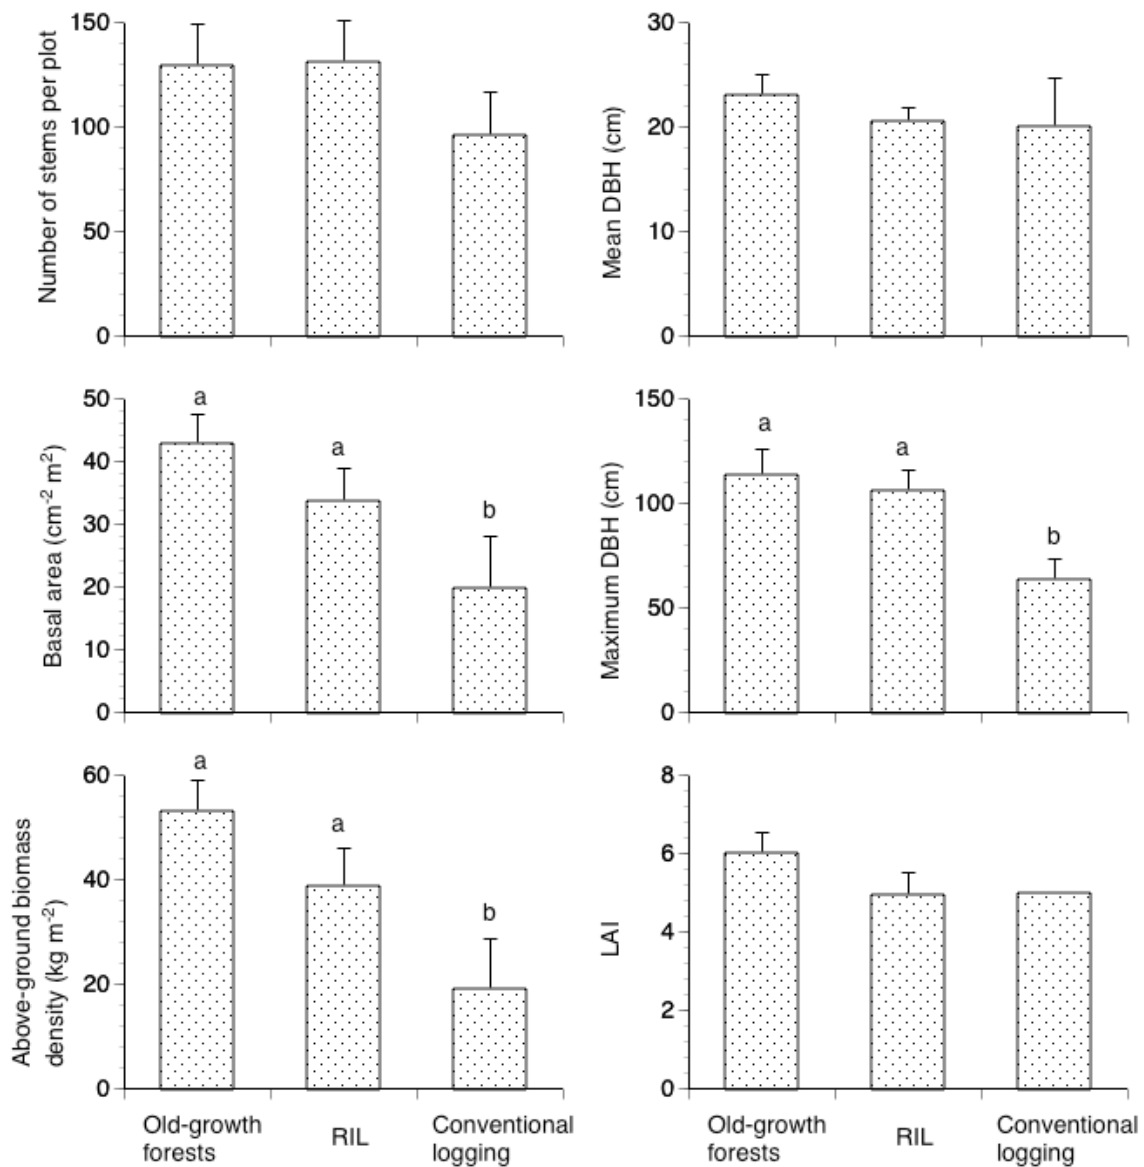 150
100
50
0
Number of stems per plot
30
20
10
0
Mean DBH (cm)
50
40
30
20
10
0
Basal area (cm-2 m2)
a
a
b
150
100
50
0
Maximum DBH (cm)
a
a
b
60
40
20
0
Above-ground biomass
density (kg m-2)
a
a
b
8
6
4
2
0
LAI
Old-growth
forests
RIL
Conventional
logging
Old-growth
forests
RIL
Conventional
logging